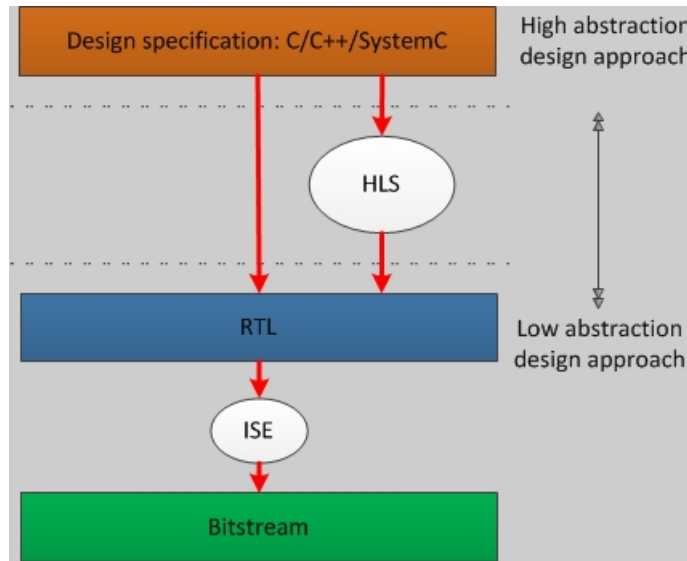 Design specification: C/C++/SystemC
High abstraction
design approach
HLS
RTL
Low abstraction
design approach
ISE
Bitstream